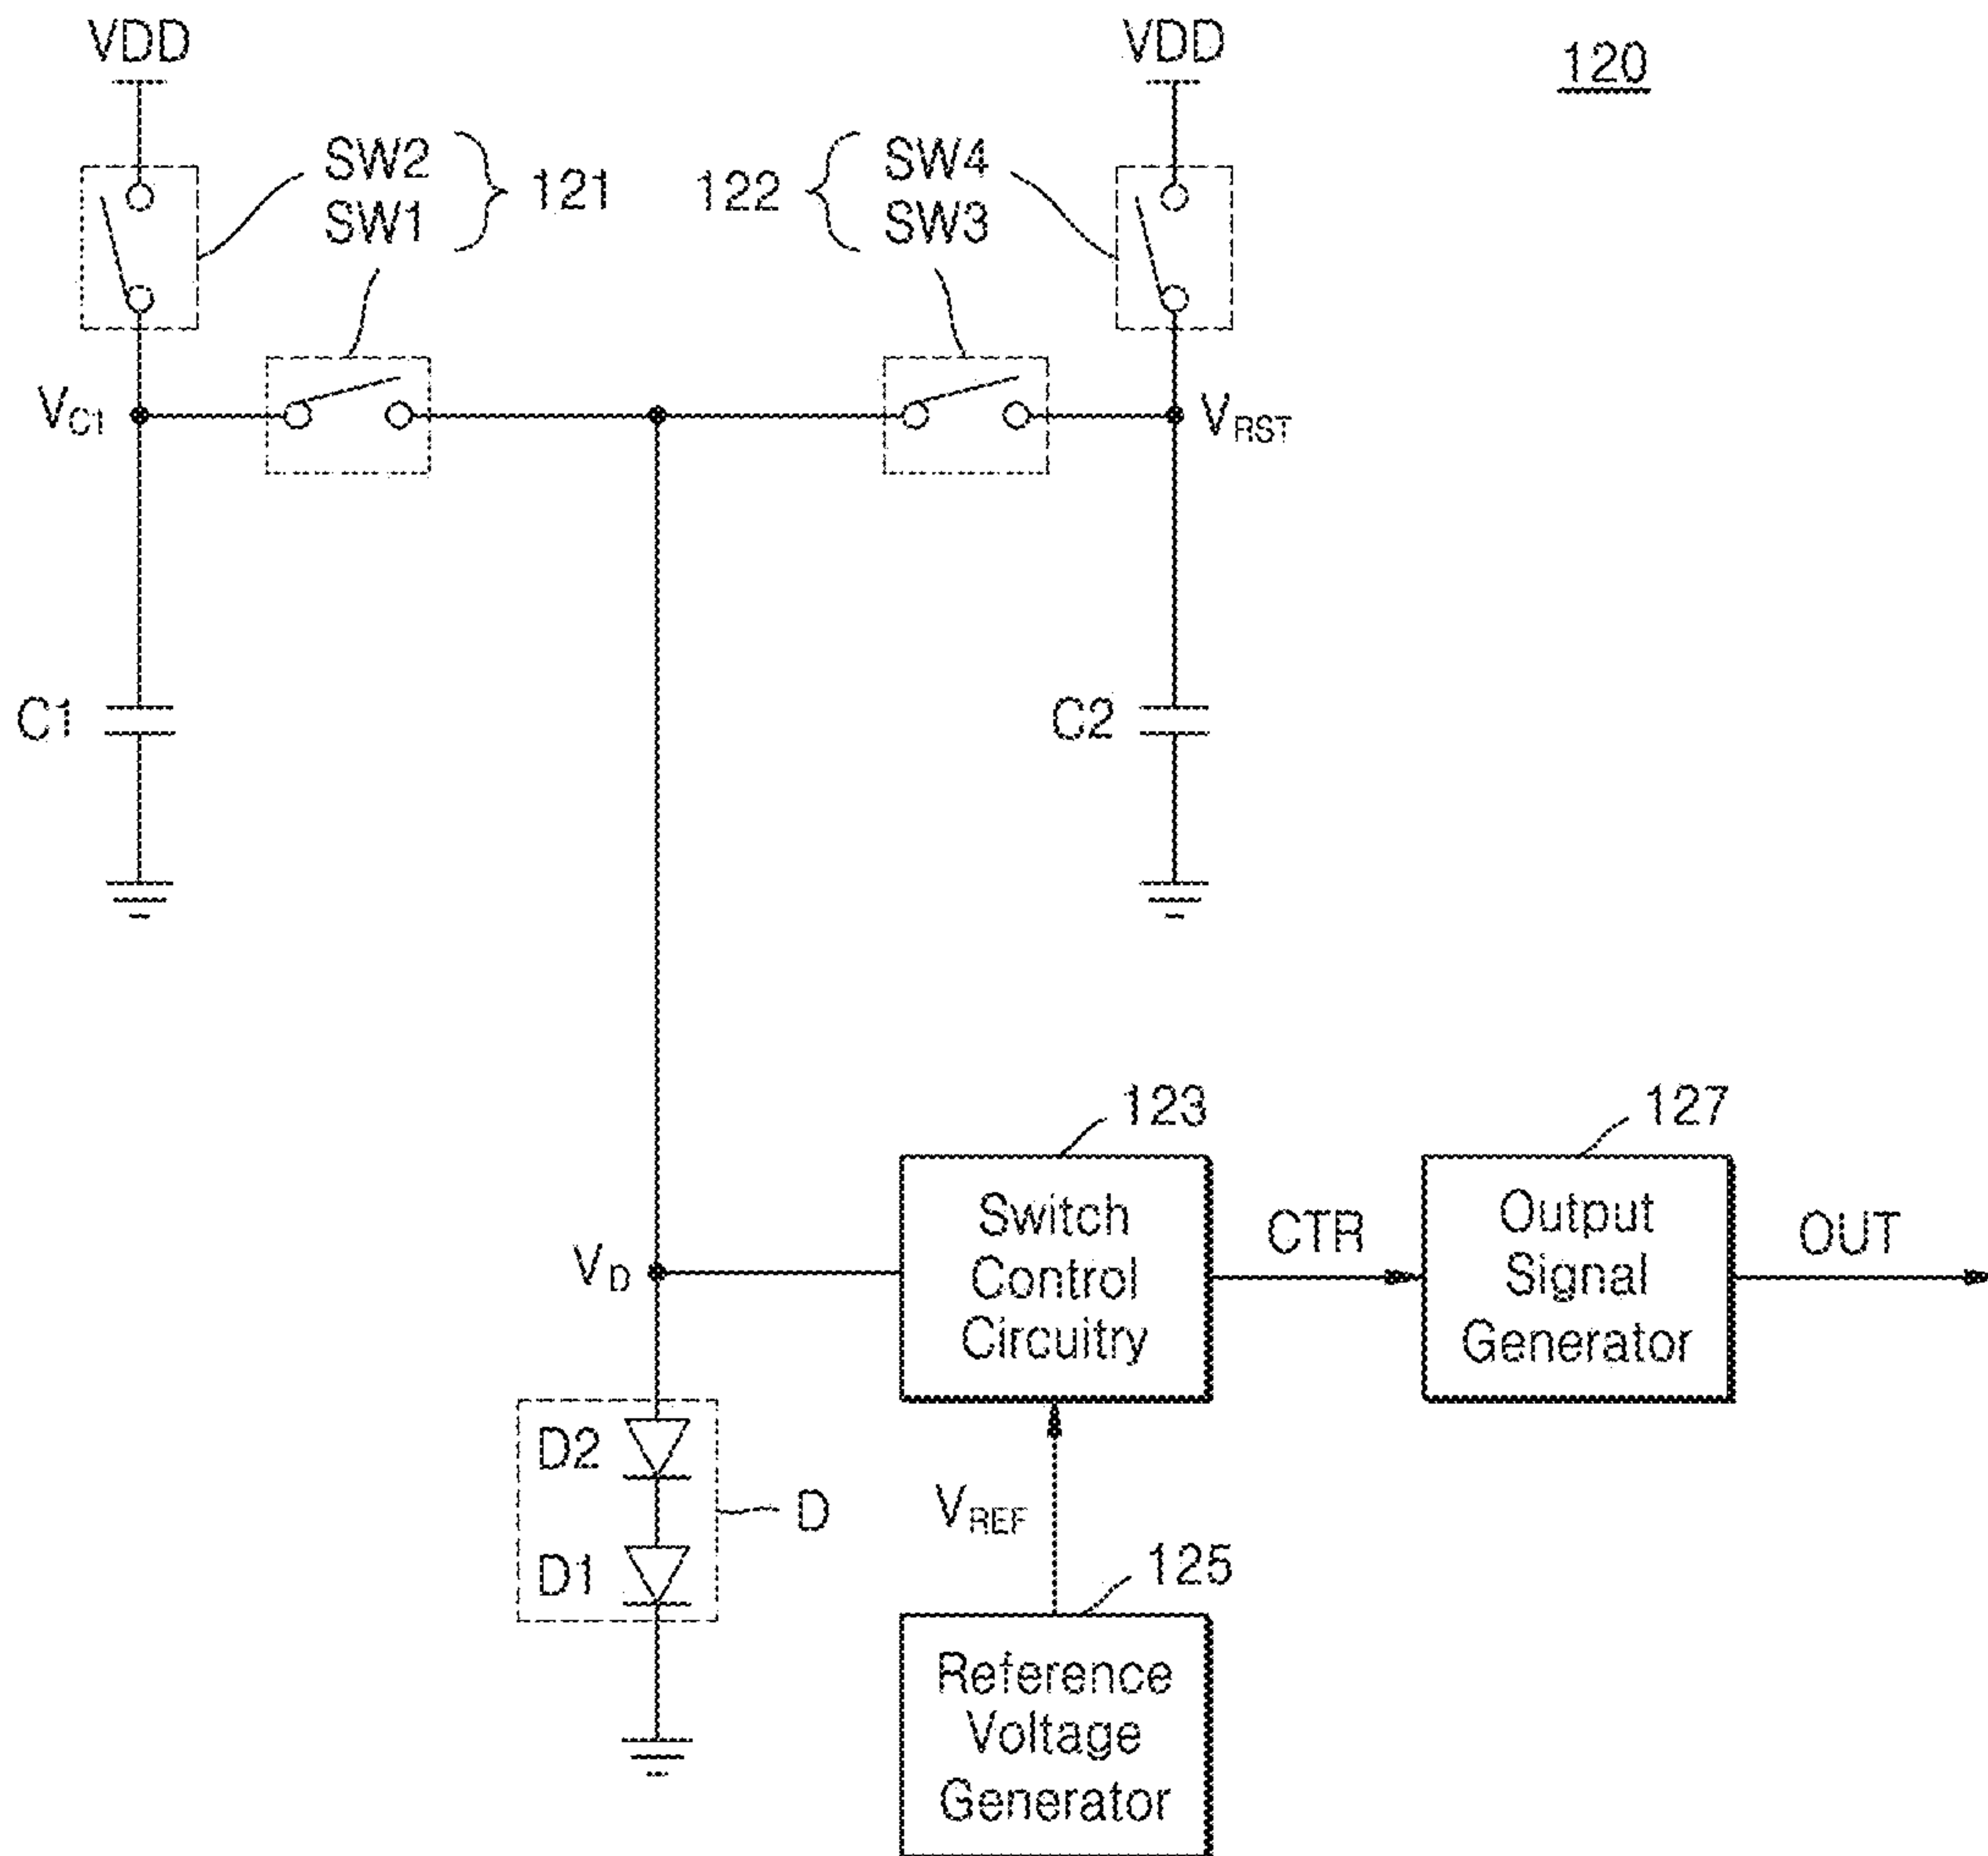 VDD
VDD
120
SW2
SW1
121
122
SW4
SW3
VC1
VRST
C1
C2
123
127
Switch
Control
Circuitry
CTR
Output
Signal
Generator
OUT
VD
D2
D1
D
VREF
125
Reference
Voltage
Generator